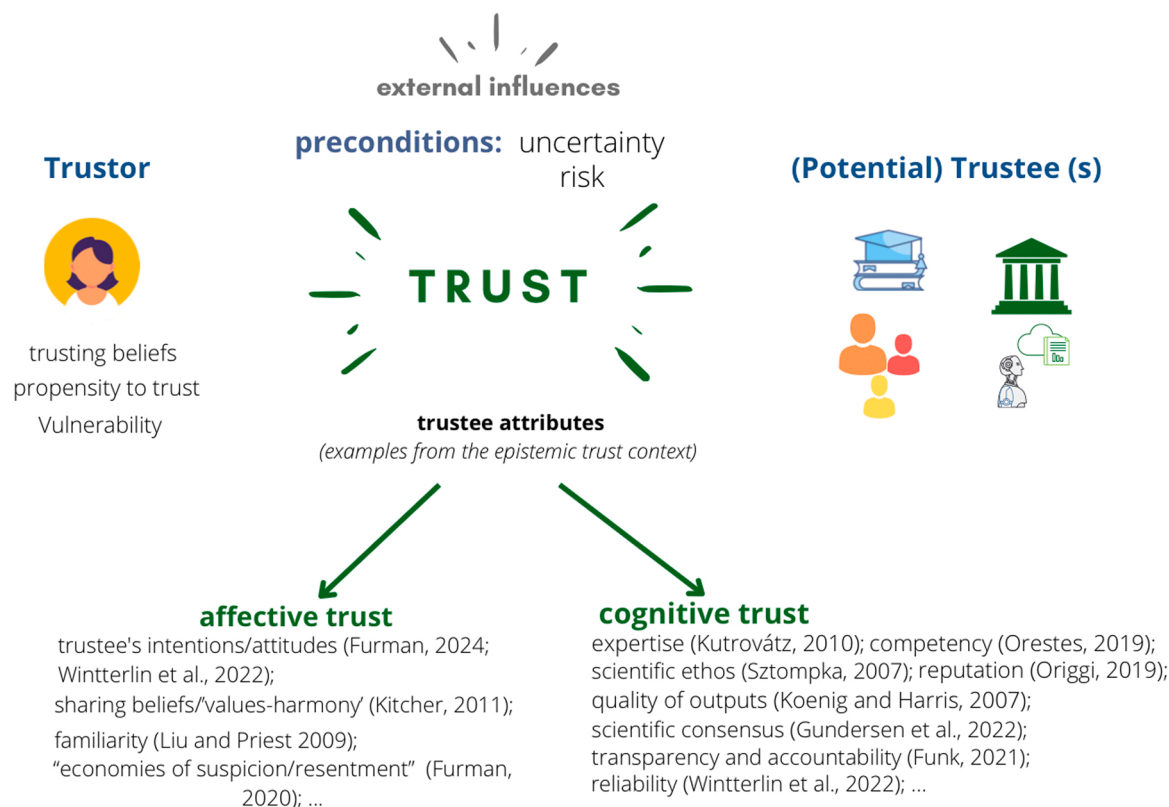 external influences
preconditions: uncertainty
risk
Trustor
(Potential) Trustee (s)
TRUST
trusting beliefs
propensity to trust
Vulnerability
trustee attributes
(examples from the epistemic trust context)
affective trust
trustee's intentions/attitudes (Furman, 2024;
Wintterlin et al., 2022);
sharing beliefs/'values-harmony' (Kitcher, 2011);
familiarity (Liu and Priest 2009);
“economies of suspicion/resentment” (Furman,
2020); ...
cognitive trust
expertise (Kutrovátz, 2010); competency (Orestes, 2019);
scientific ethos (Sztompka, 2007); reputation (Origgi, 2019);
quality of outputs (Koenig and Harris, 2007);
scientific consensus (Gundersen et al., 2022);
transparency and accountability (Funk, 2021);
reliability (Wintterlin et al., 2022); ...